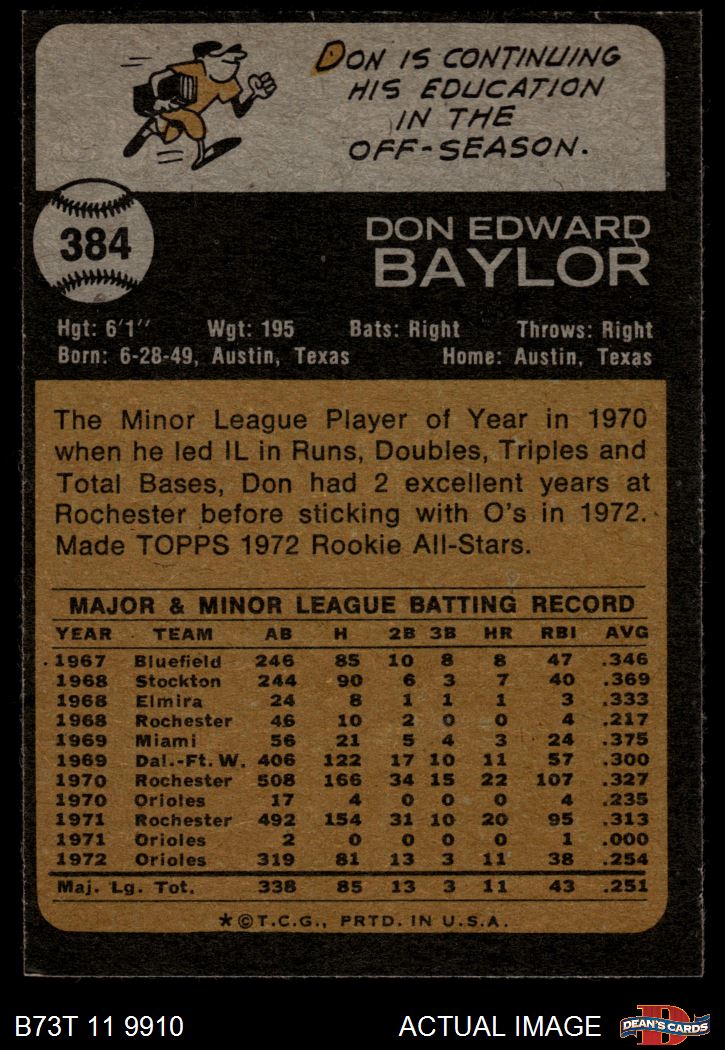 DON IS CONTINUING
HIS EDUCATION
IN THE
OFF-SEASON.
384
DON EDWARD
BAYLOR
Hgt: 6'1" Wgt: 195 Bats: Right Throws: Right
Born: 6-28-49, Austin, Texas Home: Austin, Texas
The Minor League Player of Year in 1970
when he led IL in Runs, Doubles, Triples and
Total Bases, Don had 2 excellent years at
Rochester before sticking with O's in 1972.
Made TOPPS 1972 Rookie All-Stars.
MAJOR & MINOR LEAGUE BATTING RECORD
YEAR TEAM AB H 2B 3B HR RBI AVG
1967 Bluefield 246 85 10 8 8 47 .346
1968 Stockton 244 90 6 3 7 40 .369
1968 Elmira 24 8 1 1 1 3 .333
1968 Rochester 46 10 2 0 0 4 .217
1969 Miami 56 21 5 4 3 24 .375
1969 Dal.-Ft. W. 406 122 17 10 11 57 .300
1970 Rochester 508 166 34 15 22 107 .327
1970 Orioles 17 4 0 0 0 4 .235
1971 Rochester 492 154 31 10 20 95 .313
1971 Orioles 2 0 0 0 0 1 .000
1972 Orioles 319 81 13 3 11 38 .254
Maj. Lg. Tot. 338 85 13 3 11 43 .251
★©T.C.G., PRTD. IN U.S.A.
B73T 11 9910 ACTUAL IMAGE
D
DEAN'S CARDS